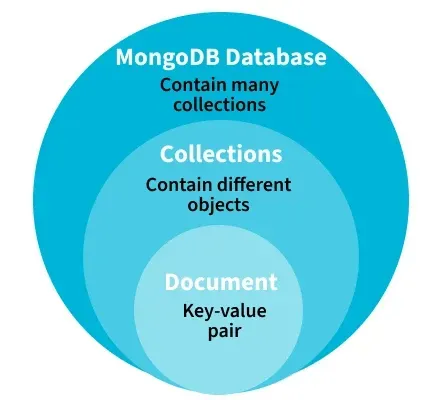 MongoDB Database
Contain many
collections
Collections
Contain different
objects
Document
Key-value
pair